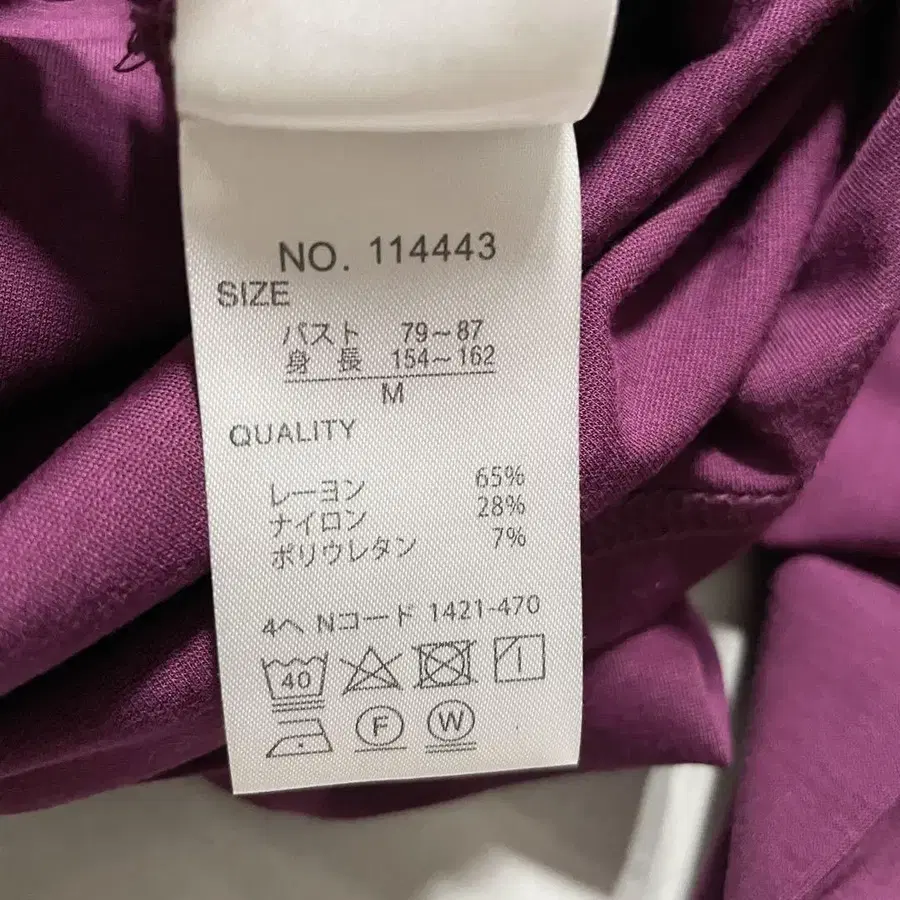 NO. 114443
SIZE
バスト 79～87
身 長 154～162
M
QUALITY
レーヨン 65%
ナイロン 28%
ポリウレタン 7%
4ヘ Nコード 1421-470
40
F W